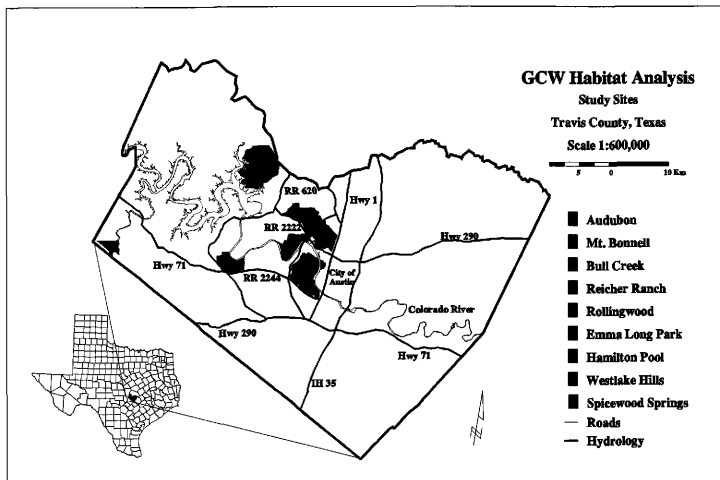 GCW Habitat Analysis
Study Sites
Travis County, Texas
Scale 1:600,000
5 0 10 Km
RR 620
Hwy 1
RR 2222
Hwy 290
Hwy 71
RR 2244
City of
Austin
Colorado River
Hwy 290
Hwy 71
IH 35
Audubon
Mt. Bonnell
Bull Creek
Reicher Ranch
Rollingwood
Emma Long Park
Hamilton Pool
Westlake Hills
Spicewood Springs
Roads
Hydrology
N